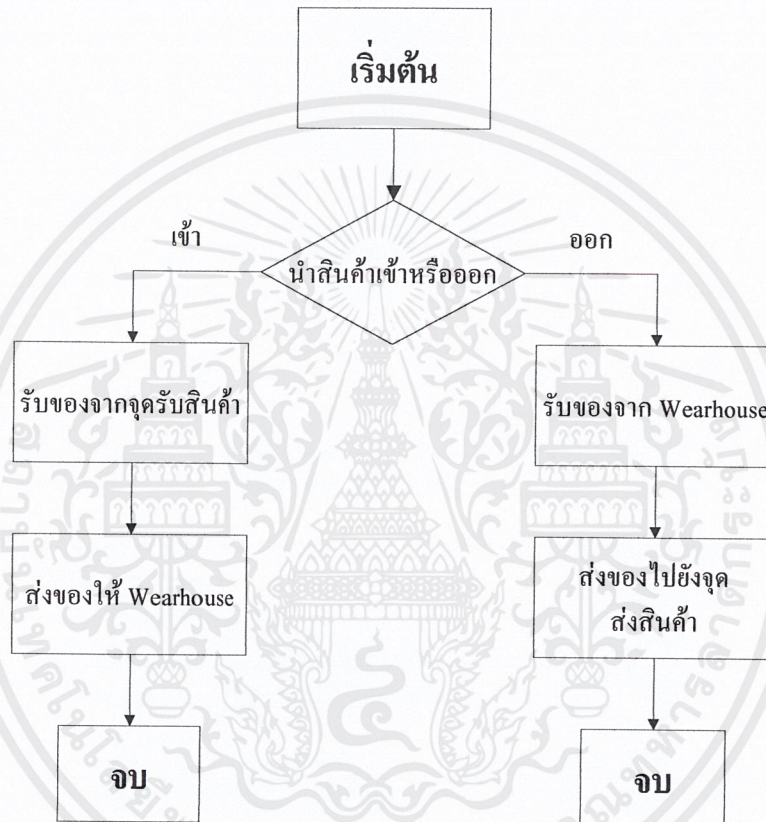 เริ่มต้น
เข้า
ออก
นำสินค้าเข้าหรือออก
รับของจากจุดรับสินค้า
รับของจาก Wearhouse
ส่งของให้ Wearhouse
ส่งของไปยังจุด
ส่งสินค้า
จบ
จบ